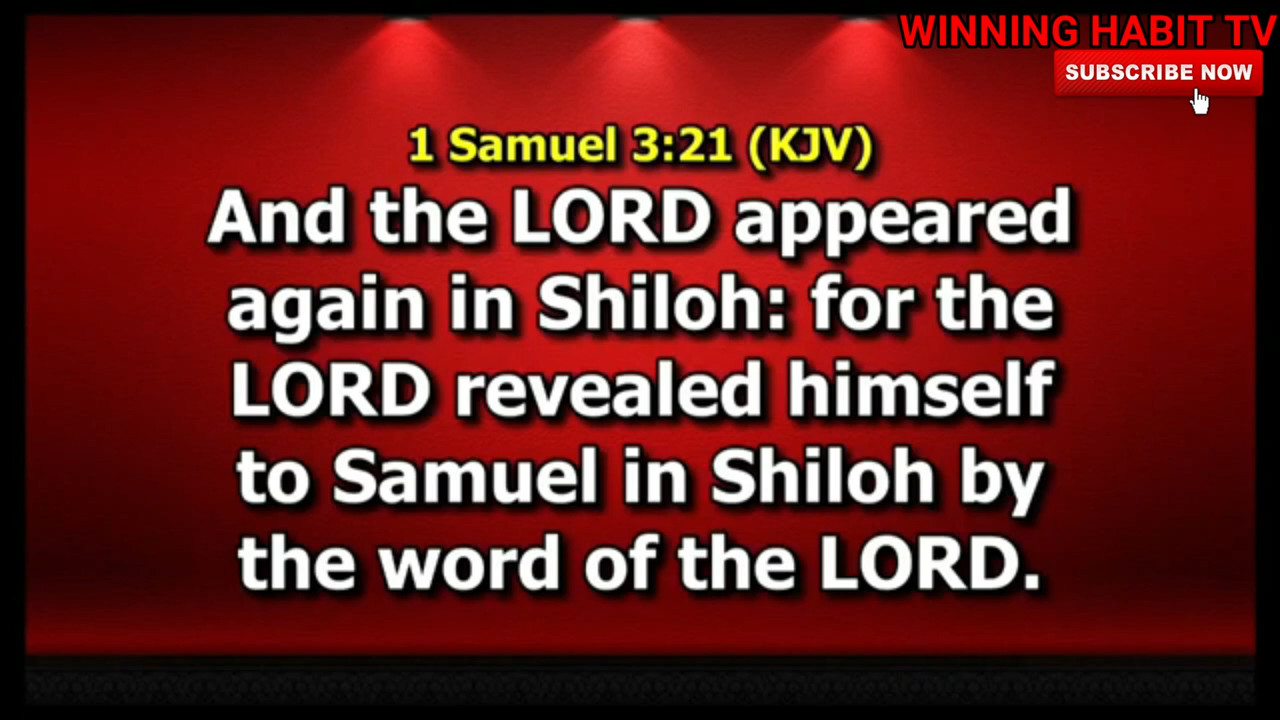 WINNING HABIT TV
SUBSCRIBE NOW
1 Samuel 3:21 (KJV)
And the LORD appeared
again in Shiloh: for the
LORD revealed himself
to Samuel in Shiloh by
the word of the LORD.